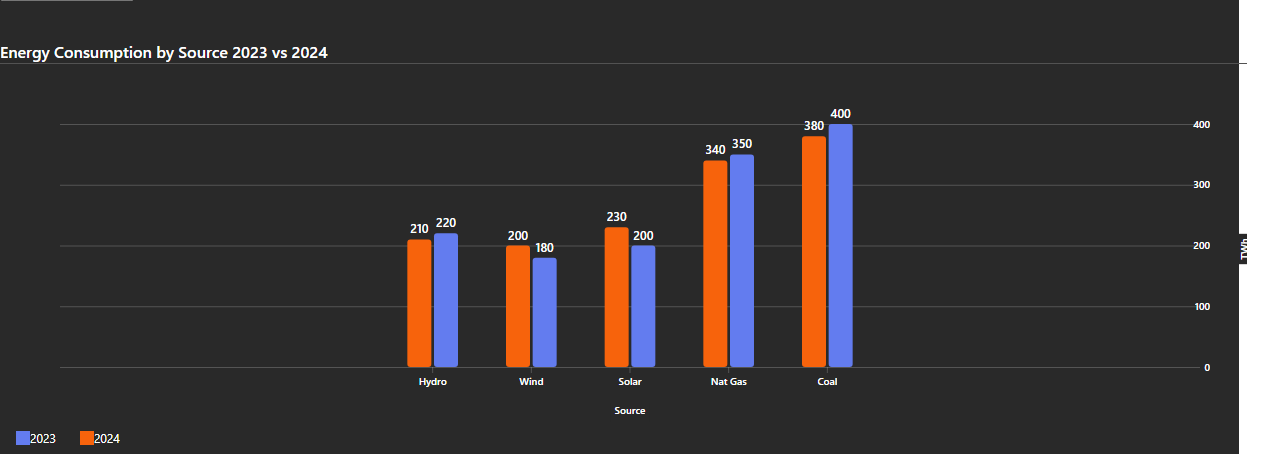 Energy Consumption by Source 2023 vs 2024
400
380
400
340
350
300
230
210
220
200
180
200
200
TWh
100
0
Hydro
Wind
Solar
Nat Gas
Coal
Source
2023
2024